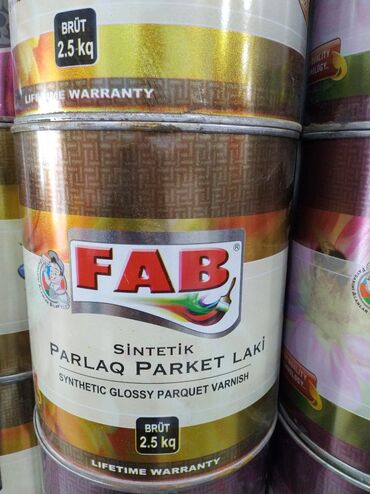 BRÜT
2.5 kq
LIFETIME WARRANTY
QUALITY
FAB®
SİNTETİK
PARLAQ PARKET LAKİ
SYNTHETIC GLOSSY PARQUET VARNISH
BRÜT
2.5 kq
LIFETIME WARRANTY